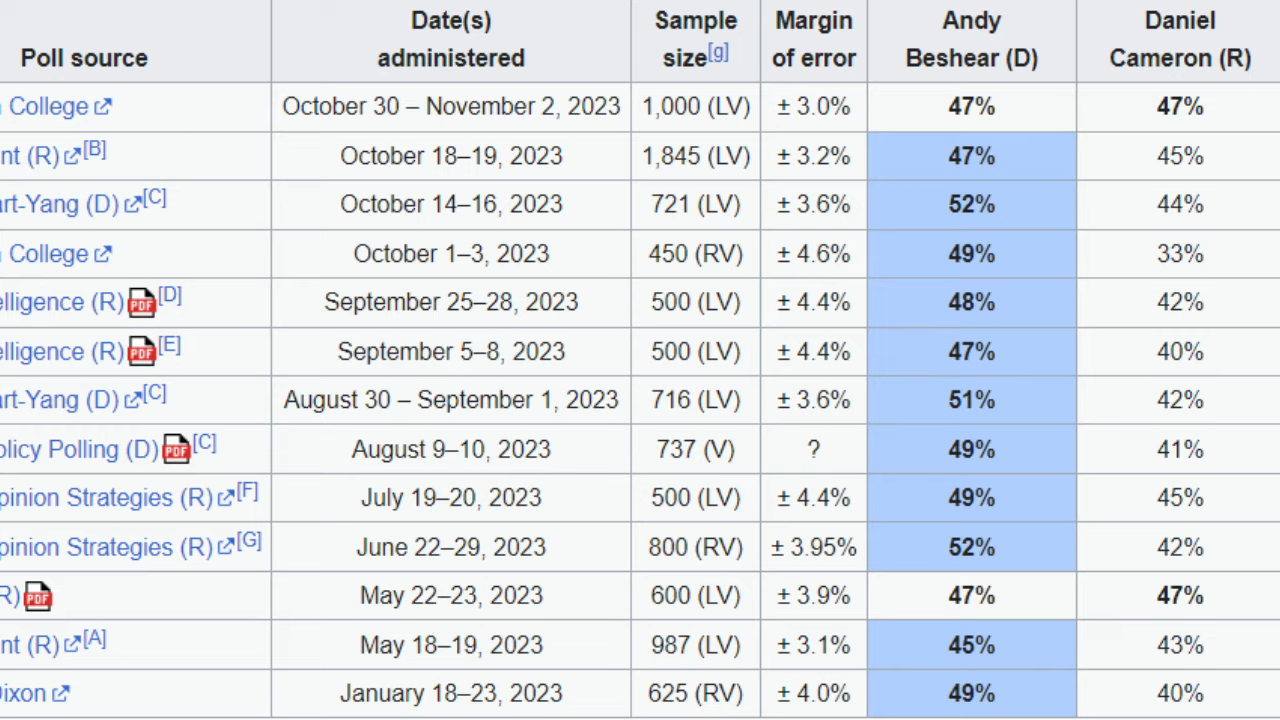 Date(s) Sample Margin Andy Daniel
Poll source administered size[g] of error Beshear (D) Cameron (R)
College October 30 – November 2, 2023 1,000 (LV) ± 3.0% 47% 47%
nt (R) [B] October 18–19, 2023 1,845 (LV) ± 3.2% 47% 45%
rt-Yang (D) [C] October 14–16, 2023 721 (LV) ± 3.6% 52% 44%
College October 1–3, 2023 450 (RV) ± 4.6% 49% 33%
elligence (R) PDF [D] September 25–28, 2023 500 (LV) ± 4.4% 48% 42%
elligence (R) PDF [E] September 5–8, 2023 500 (LV) ± 4.4% 47% 40%
rt-Yang (D) [C] August 30 – September 1, 2023 716 (LV) ± 3.6% 51% 42%
olicy Polling (D) PDF [C] August 9–10, 2023 737 (V) ? 49% 41%
pinion Strategies (R) [F] July 19–20, 2023 500 (LV) ± 4.4% 49% 45%
pinion Strategies (R) [G] June 22–29, 2023 800 (RV) ± 3.95% 52% 42%
R) PDF May 22–23, 2023 600 (LV) ± 3.9% 47% 47%
nt (R) [A] May 18–19, 2023 987 (LV) ± 3.1% 45% 43%
Dixon January 18–23, 2023 625 (RV) ± 4.0% 49% 40%